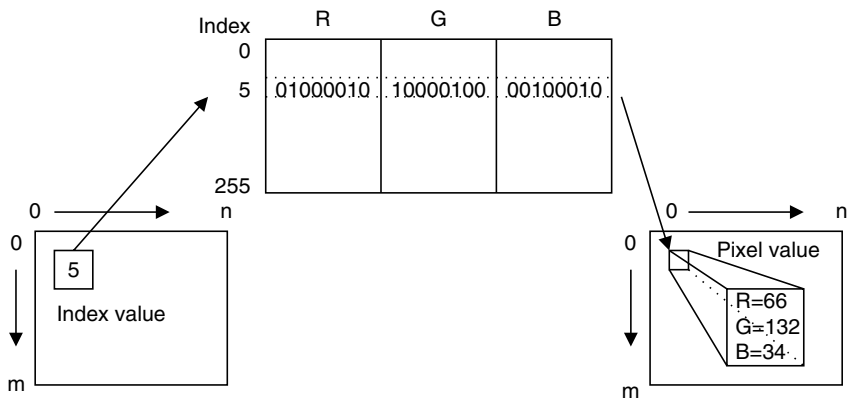 R G B
Index
0
5 01000010 10000100 00100010
255
0 n
0
5
Index value
m
0 n
0
Pixel value
R=66
G=132
B=34
m